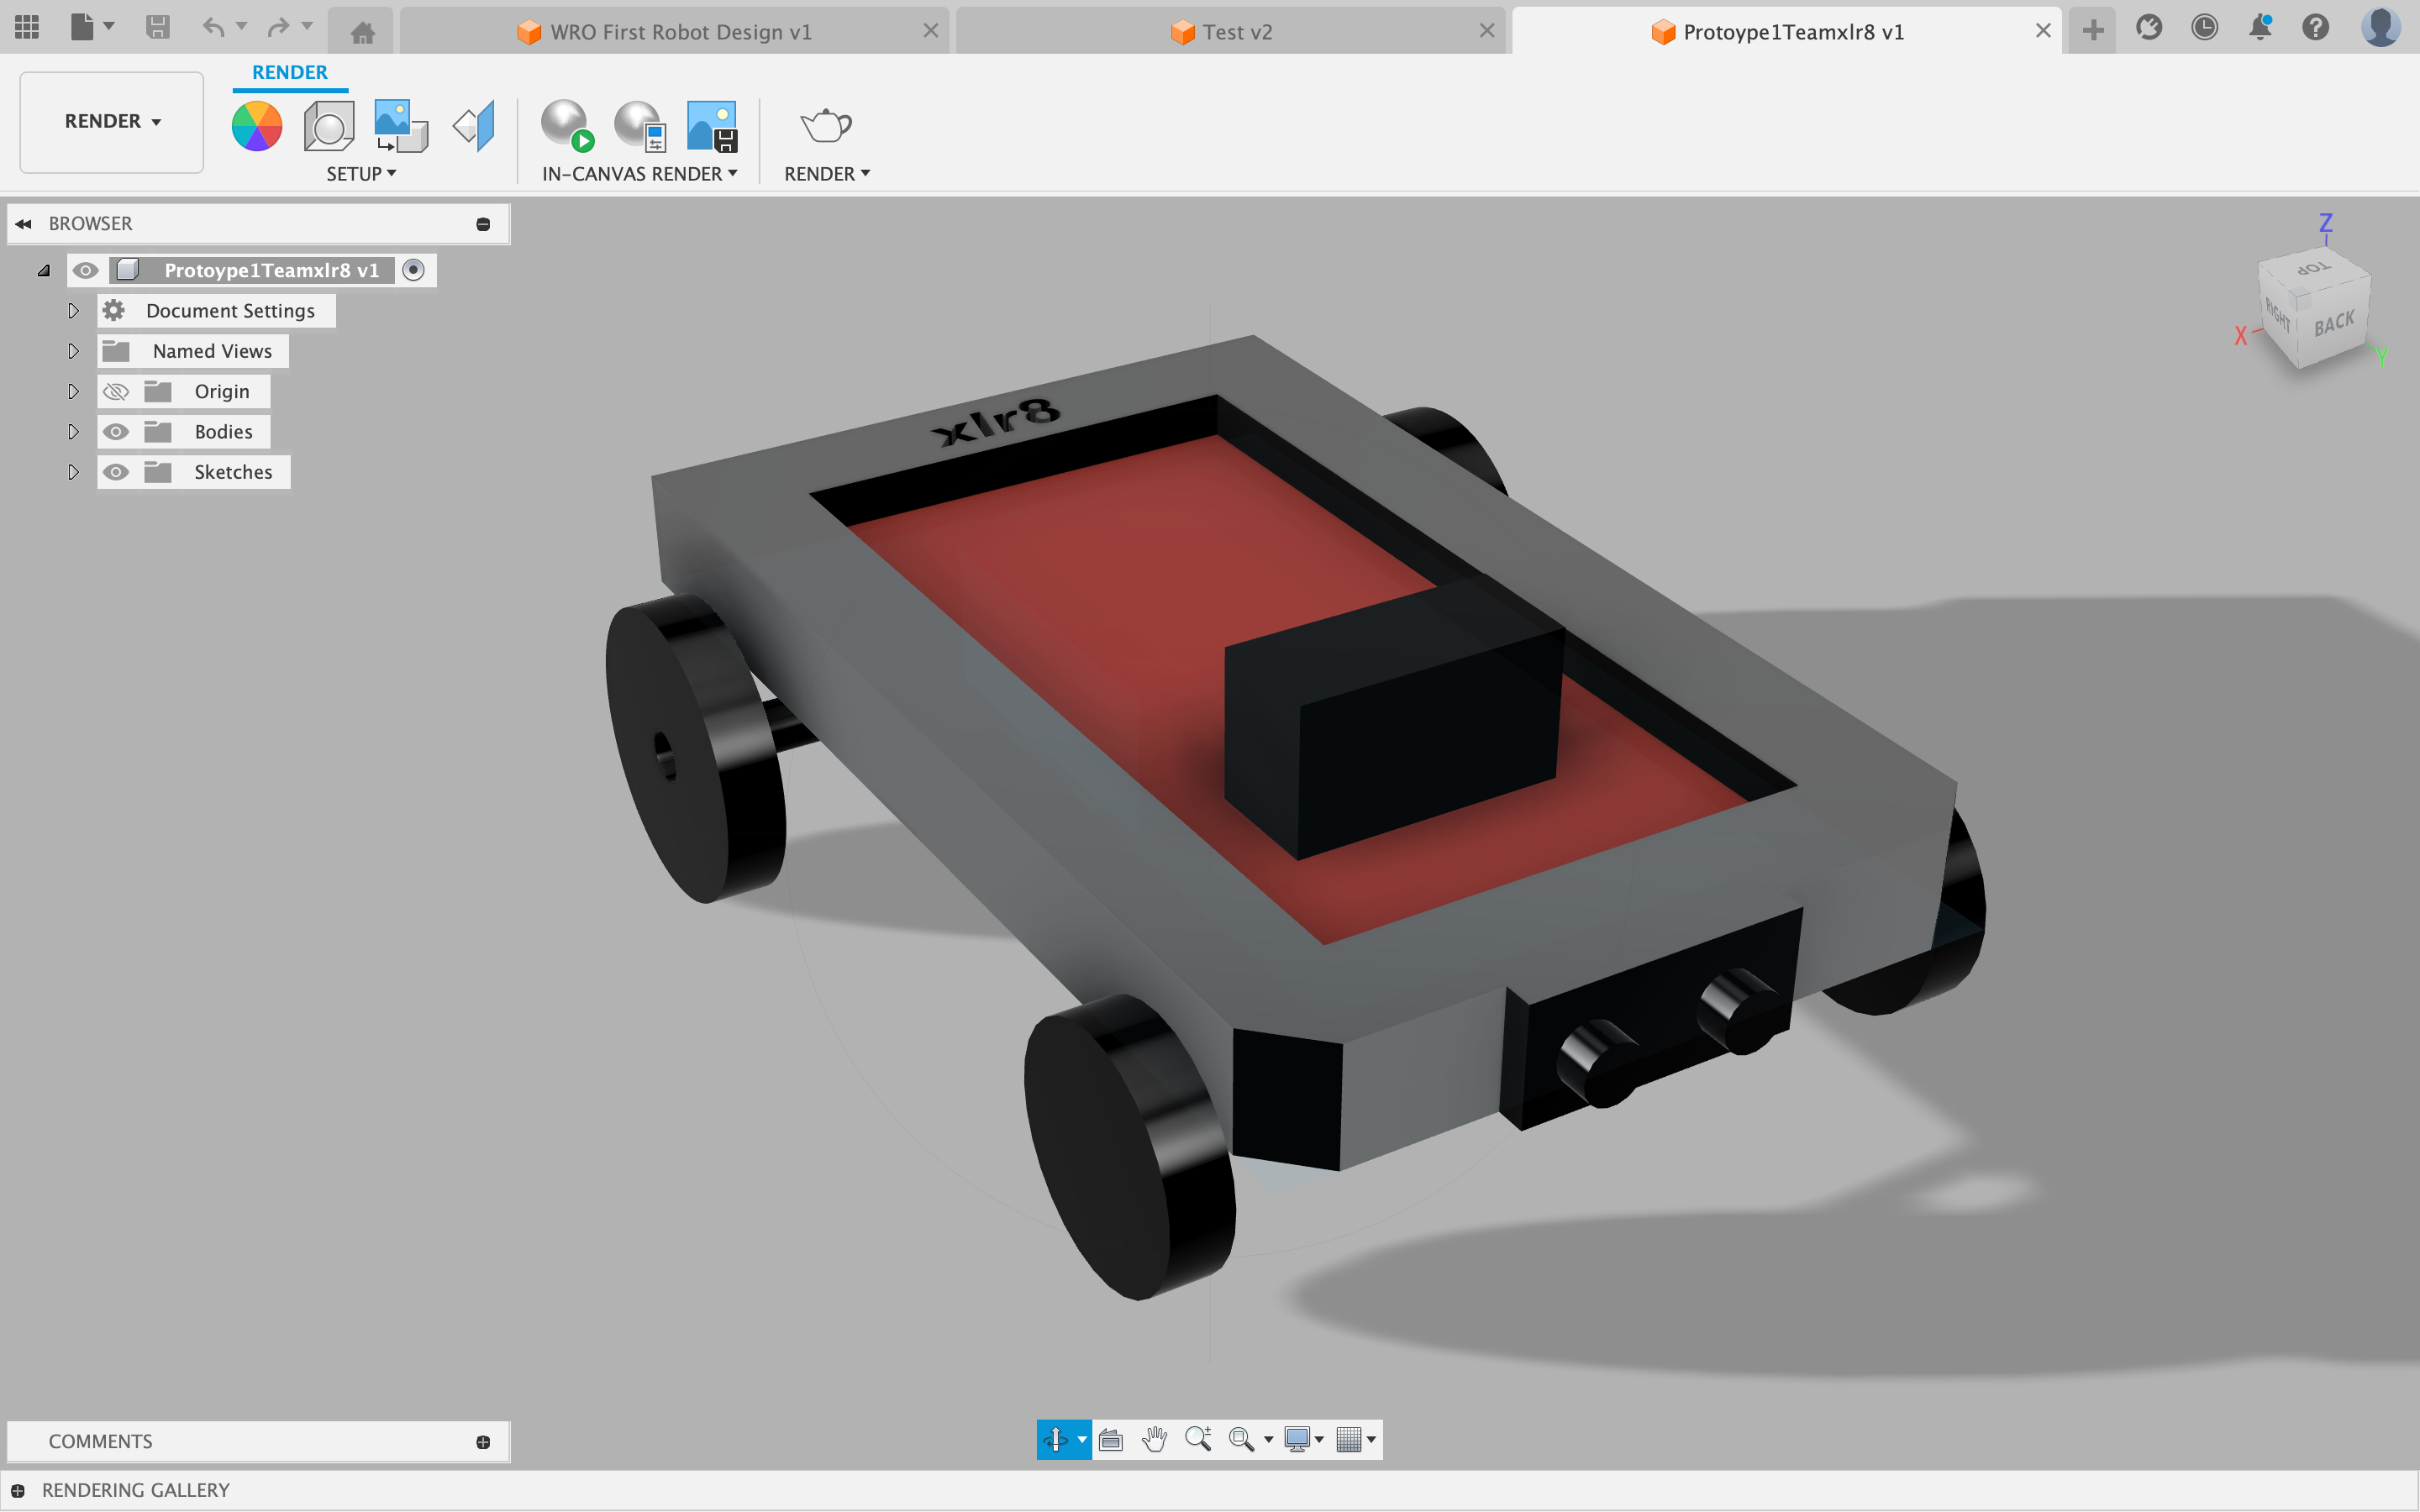 WRO First Robot Design v1
Test v2
Protoype1Teamxlr8 v1
RENDER
RENDER
SETUP
IN-CANVAS RENDER
RENDER
BROWSER
Protoype1Teamxlr8 v1
Document Settings
Named Views
Origin
Bodies
Sketches
xlr8
Z
TOP
RIGHT
BACK
X
Y
COMMENTS
RENDERING GALLERY